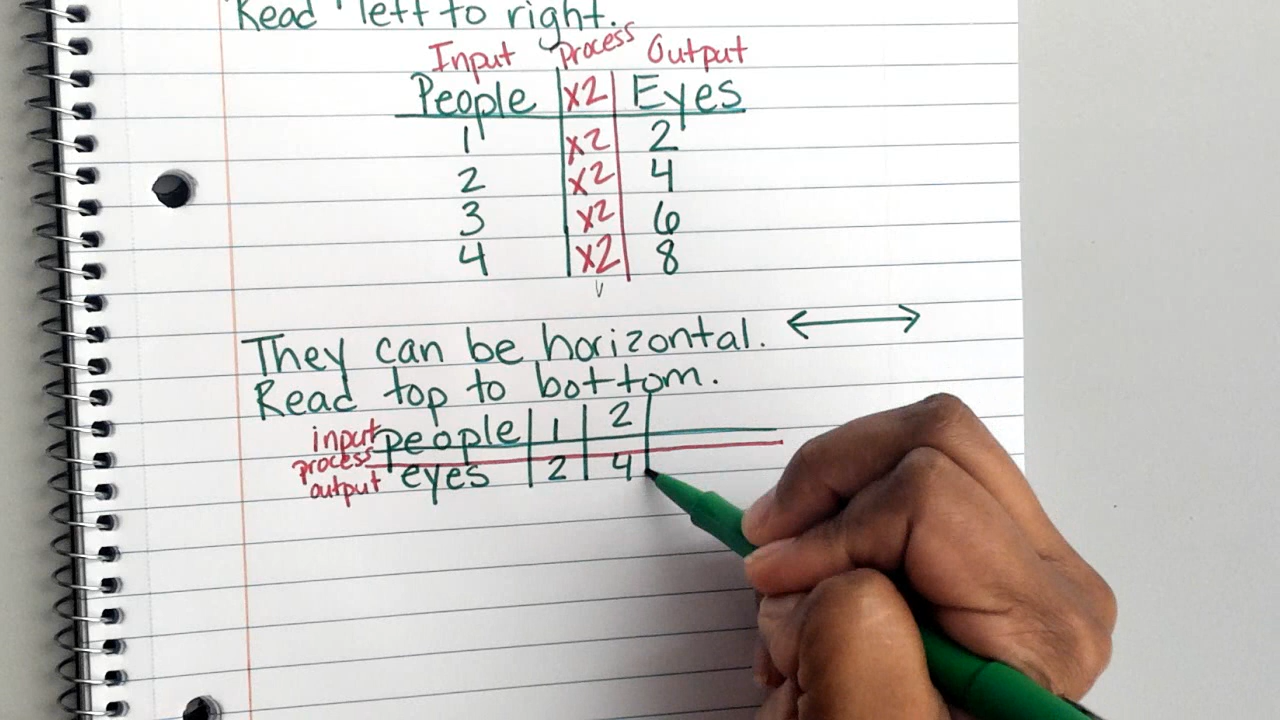 Read left to right.
Input Process Output
People x2 Eyes
1 x2 2
2 x2 4
3 x2 6
4 x2 8
They can be horizontal.
Read top to bottom.
input people 1 2
process
output eyes 2 4